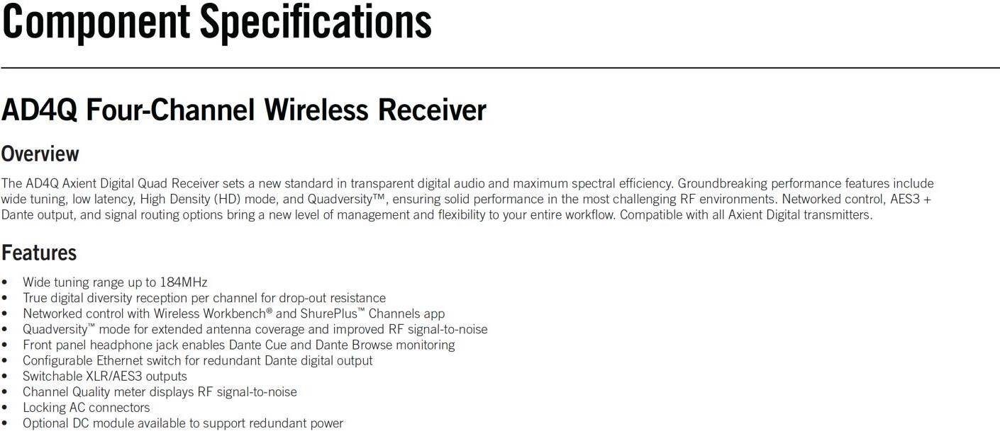 Component Specifications
AD4Q Four-Channel Wireless Receiver
Overview
The AD4Q Axient Digital Quad Receiver sets a new standard in transparent digital audio and maximum spectral efficiency. Groundbreaking performance features include
wide tuning, low latency, High Density (HD) mode, and Quadversity™, ensuring solid performance in the most challenging RF environments. Networked control, AES3 +
Dante output, and signal routing options bring a new level of management and flexibility to your entire workflow. Compatible with all Axient Digital transmitters.
Features
• Wide tuning range up to 184MHz
• True digital diversity reception per channel for drop-out resistance
• Networked control with Wireless Workbench® and ShurePlus™ Channels app
• Quadversity™ mode for extended antenna coverage and improved RF signal-to-noise
• Front panel headphone jack enables Dante Cue and Dante Browse monitoring
• Configurable Ethernet switch for redundant Dante digital output
• Switchable XLR/AES3 outputs
• Channel Quality meter displays RF signal-to-noise
• Locking AC connectors
• Optional DC module available to support redundant power